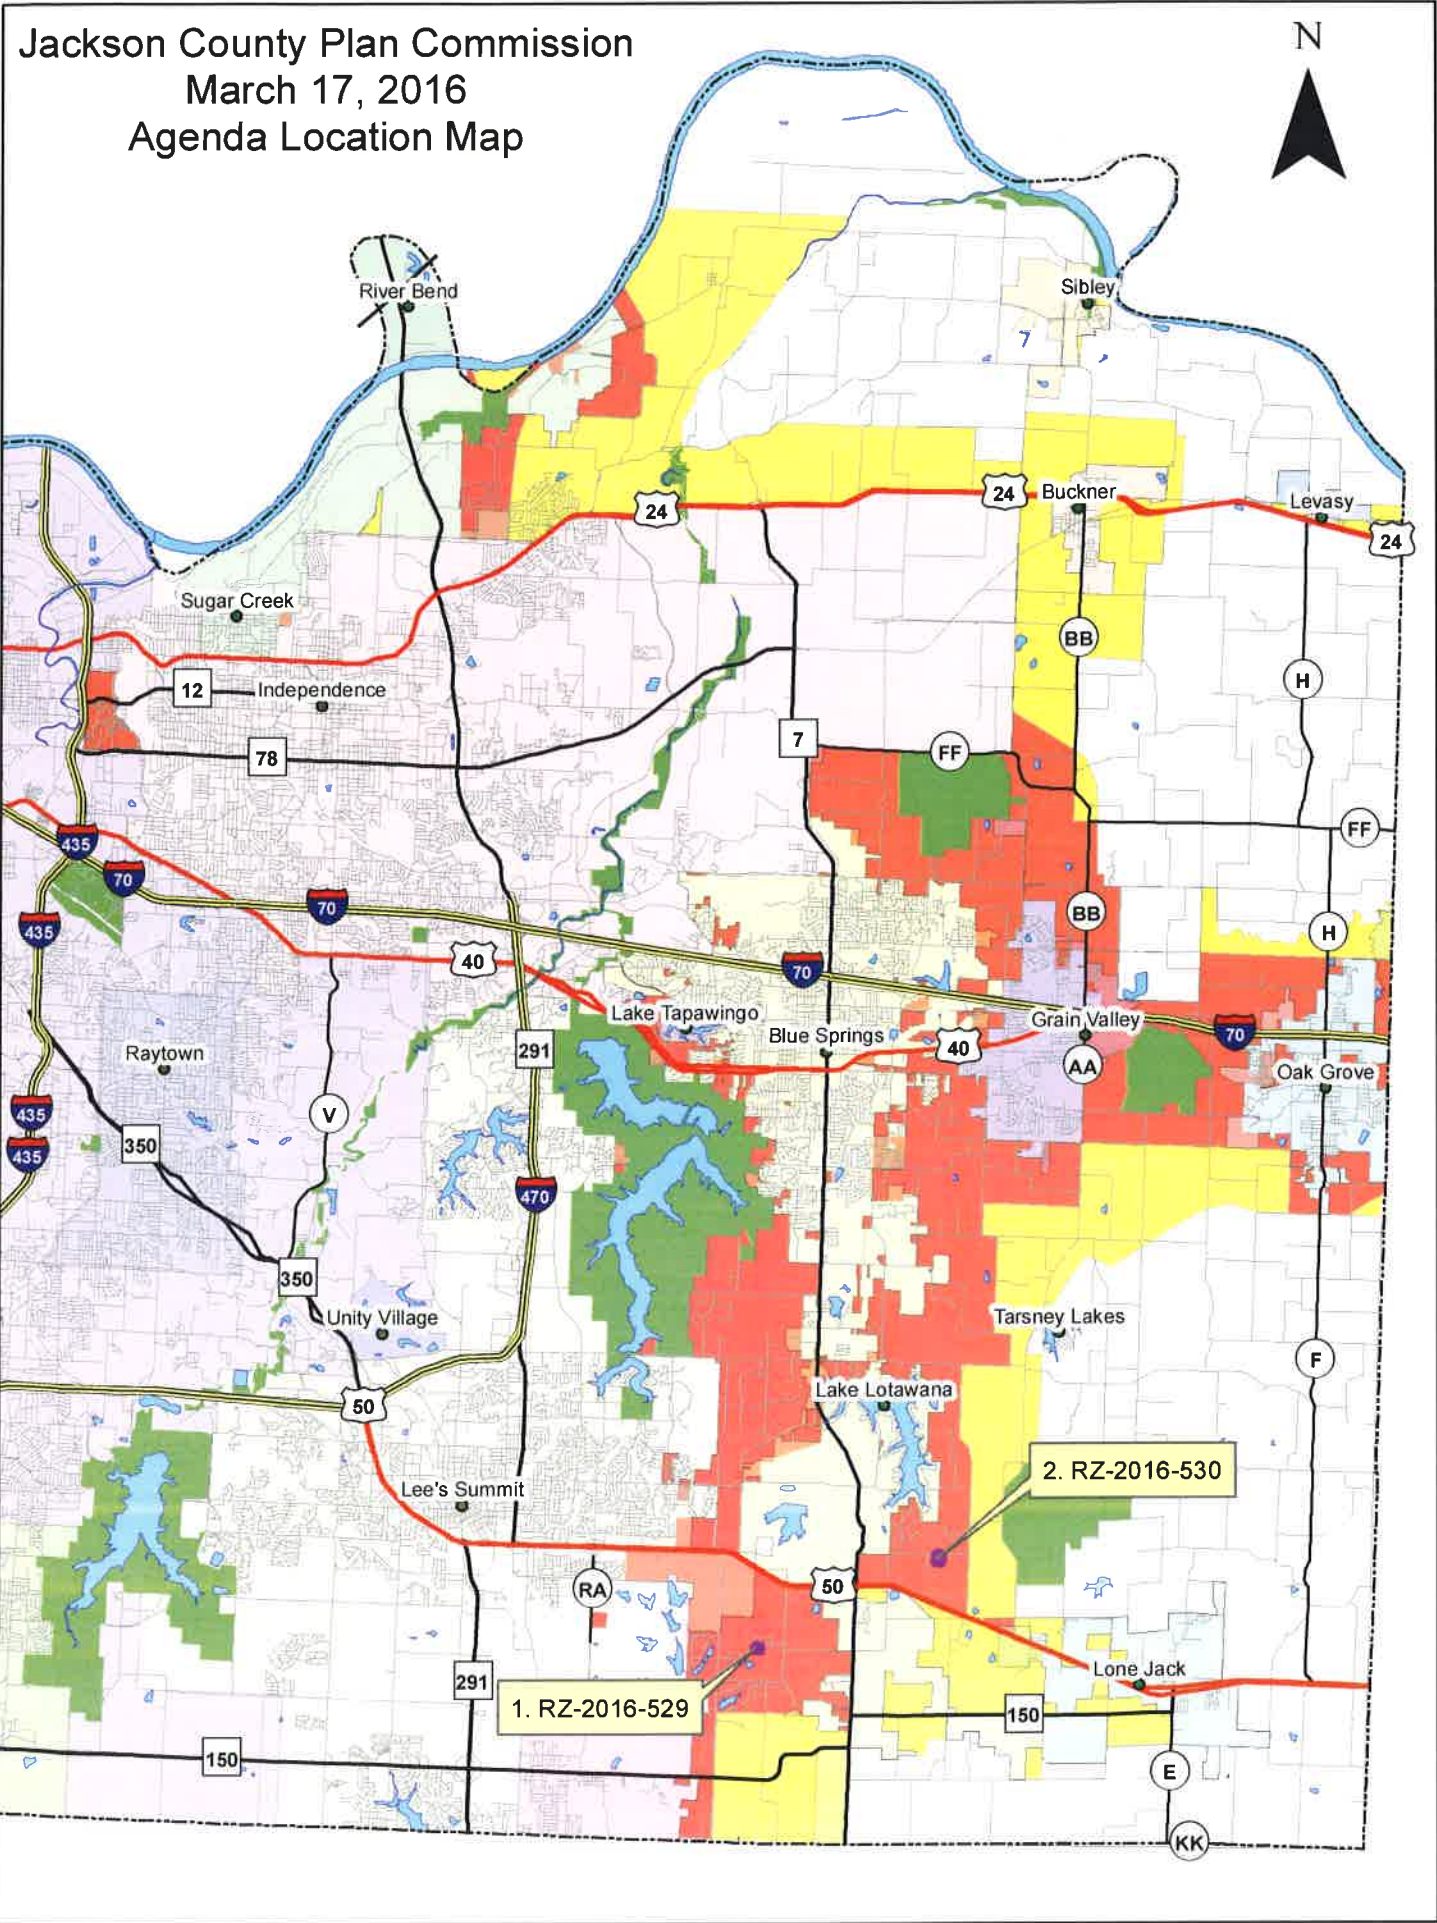 Jackson County Plan Commission
March 17, 2016
Agenda Location Map
N
River Bend
Sibley
24
24
Buckner
Levasy
24
Sugar Creek
BB
12
Independence
H
7
FF
78
FF
435
70
70
BB
435
H
40
70
Lake Tapawingo
Grain Valley
Blue Springs
40
70
291
Raytown
AA
Oak Grove
435
V
350
435
470
350
Unity Village
Tarsney Lakes
F
Lake Lotawana
50
2. RZ-2016-530
Lee's Summit
RA
50
Lone Jack
291
1. RZ-2016-529
150
150
E
KK